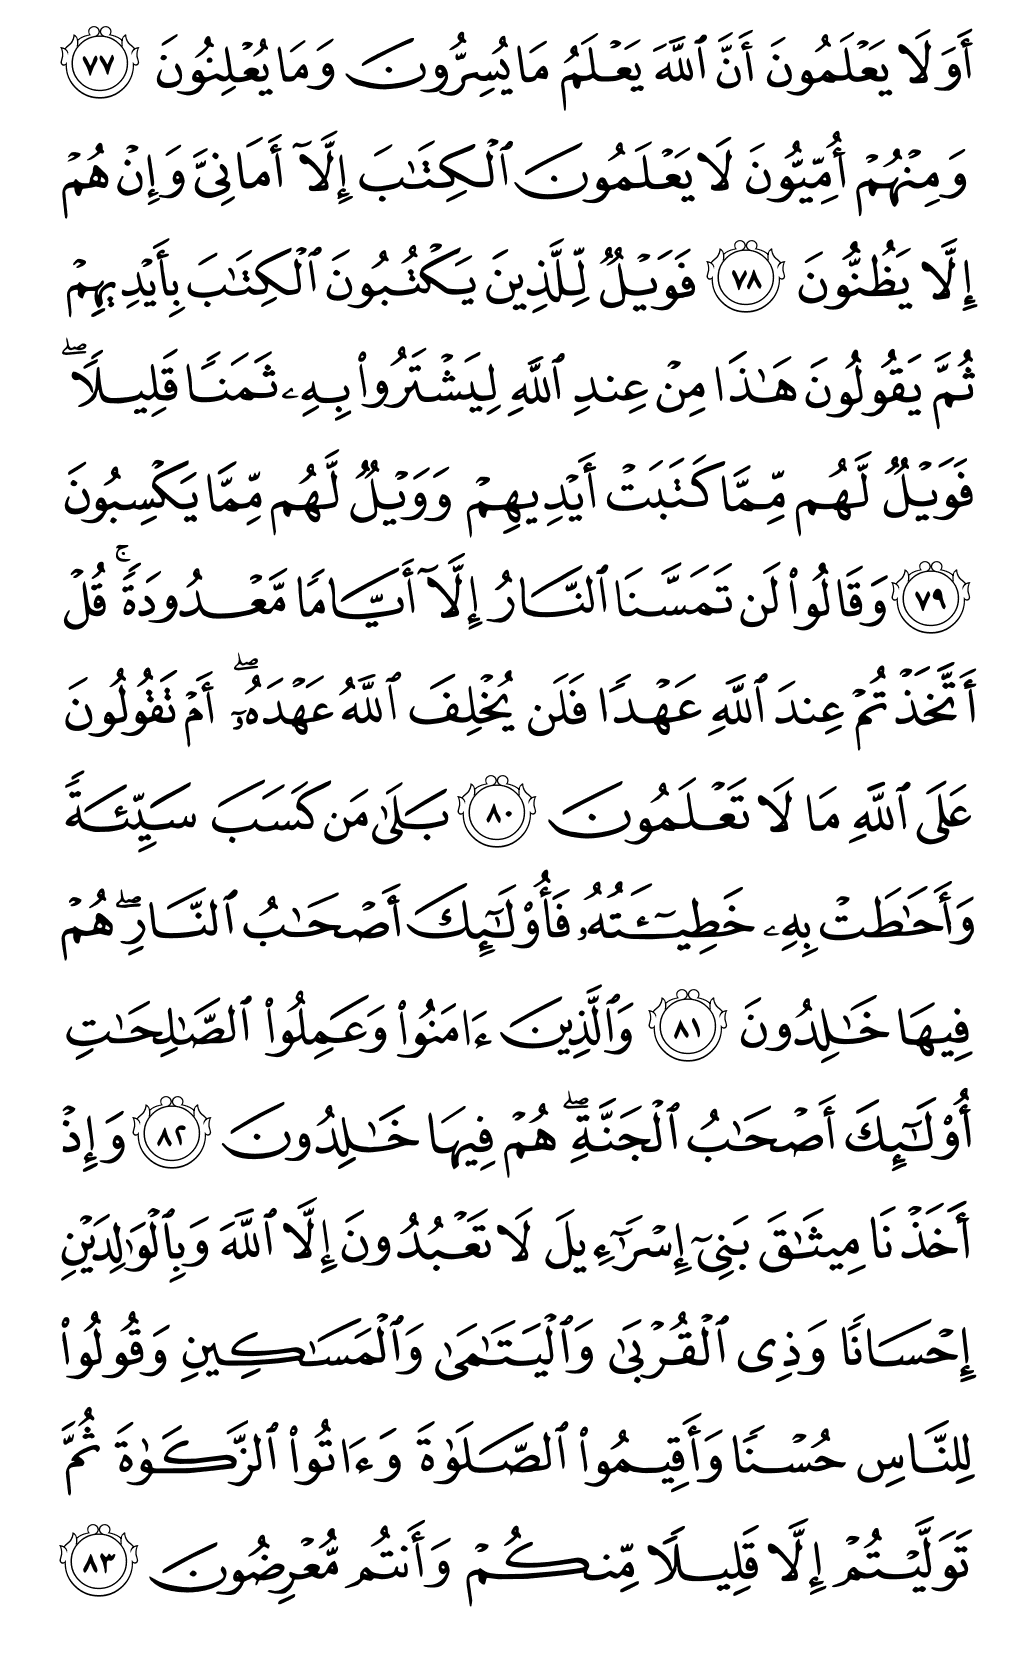 أَوَلَا يَعْلَمُونَ أَنَّ ٱللَّهَ يَعْلَمُ مَا يُسِرُّونَ وَمَا يُعْلِنُونَ ٧٧
وَمِنْهُمْ أُمِّيُّونَ لَا يَعْلَمُونَ ٱلْكِتَٰبَ إِلَّآ أَمَانِىَّ وَإِنْ هُمْ
إِلَّا يَظُنُّونَ ٧٨ فَوَيْلٌ لِّلَّذِينَ يَكْتُبُونَ ٱلْكِتَٰبَ بِأَيْدِيهِمْ
ثُمَّ يَقُولُونَ هَٰذَا مِنْ عِندِ ٱللَّهِ لِيَشْتَرُوا۟ بِهِۦ ثَمَنًا قَلِيلًا ۖ
فَوَيْلٌ لَّهُم مِّمَّا كَتَبَتْ أَيْدِيهِمْ وَوَيْلٌ لَّهُم مِّمَّا يَكْسِبُونَ
٧٩ وَقَالُوا۟ لَن تَمَسَّنَا ٱلنَّارُ إِلَّآ أَيَّامًا مَّعْدُودَةً ۚ قُلْ
أَتَّخَذْتُمْ عِندَ ٱللَّهِ عَهْدًا فَلَن يُخْلِفَ ٱللَّهُ عَهْدَهُۥٓ ۖ أَمْ تَقُولُونَ
عَلَى ٱللَّهِ مَا لَا تَعْلَمُونَ ٨٠ بَلَىٰ مَن كَسَبَ سَيِّئَةً
وَأَحَٰطَتْ بِهِۦ خَطِيٓـَٔتُهُۥ فَأُو۟لَٰٓئِكَ أَصْحَٰبُ ٱلنَّارِ ۖ هُمْ
فِيهَا خَٰلِدُونَ ٨١ وَٱلَّذِينَ ءَامَنُوا۟ وَعَمِلُوا۟ ٱلصَّٰلِحَٰتِ
أُو۟لَٰٓئِكَ أَصْحَٰبُ ٱلْجَنَّةِ ۖ هُمْ فِيهَا خَٰلِدُونَ ٨٢ وَإِذْ
أَخَذْنَا مِيثَٰقَ بَنِىٓ إِسْرَٰٓءِيلَ لَا تَعْبُدُونَ إِلَّا ٱللَّهَ وَبِٱلْوَٰلِدَيْنِ
إِحْسَانًا وَذِى ٱلْقُرْبَىٰ وَٱلْيَتَٰمَىٰ وَٱلْمَسَٰكِينِ وَقُولُوا۟
لِلنَّاسِ حُسْنًا وَأَقِيمُوا۟ ٱلصَّلَوٰةَ وَءَاتُوا۟ ٱلزَّكَوٰةَ ثُمَّ
تَوَلَّيْتُمْ إِلَّا قَلِيلًا مِّنكُمْ وَأَنتُم مُّعْرِضُونَ ٨٣